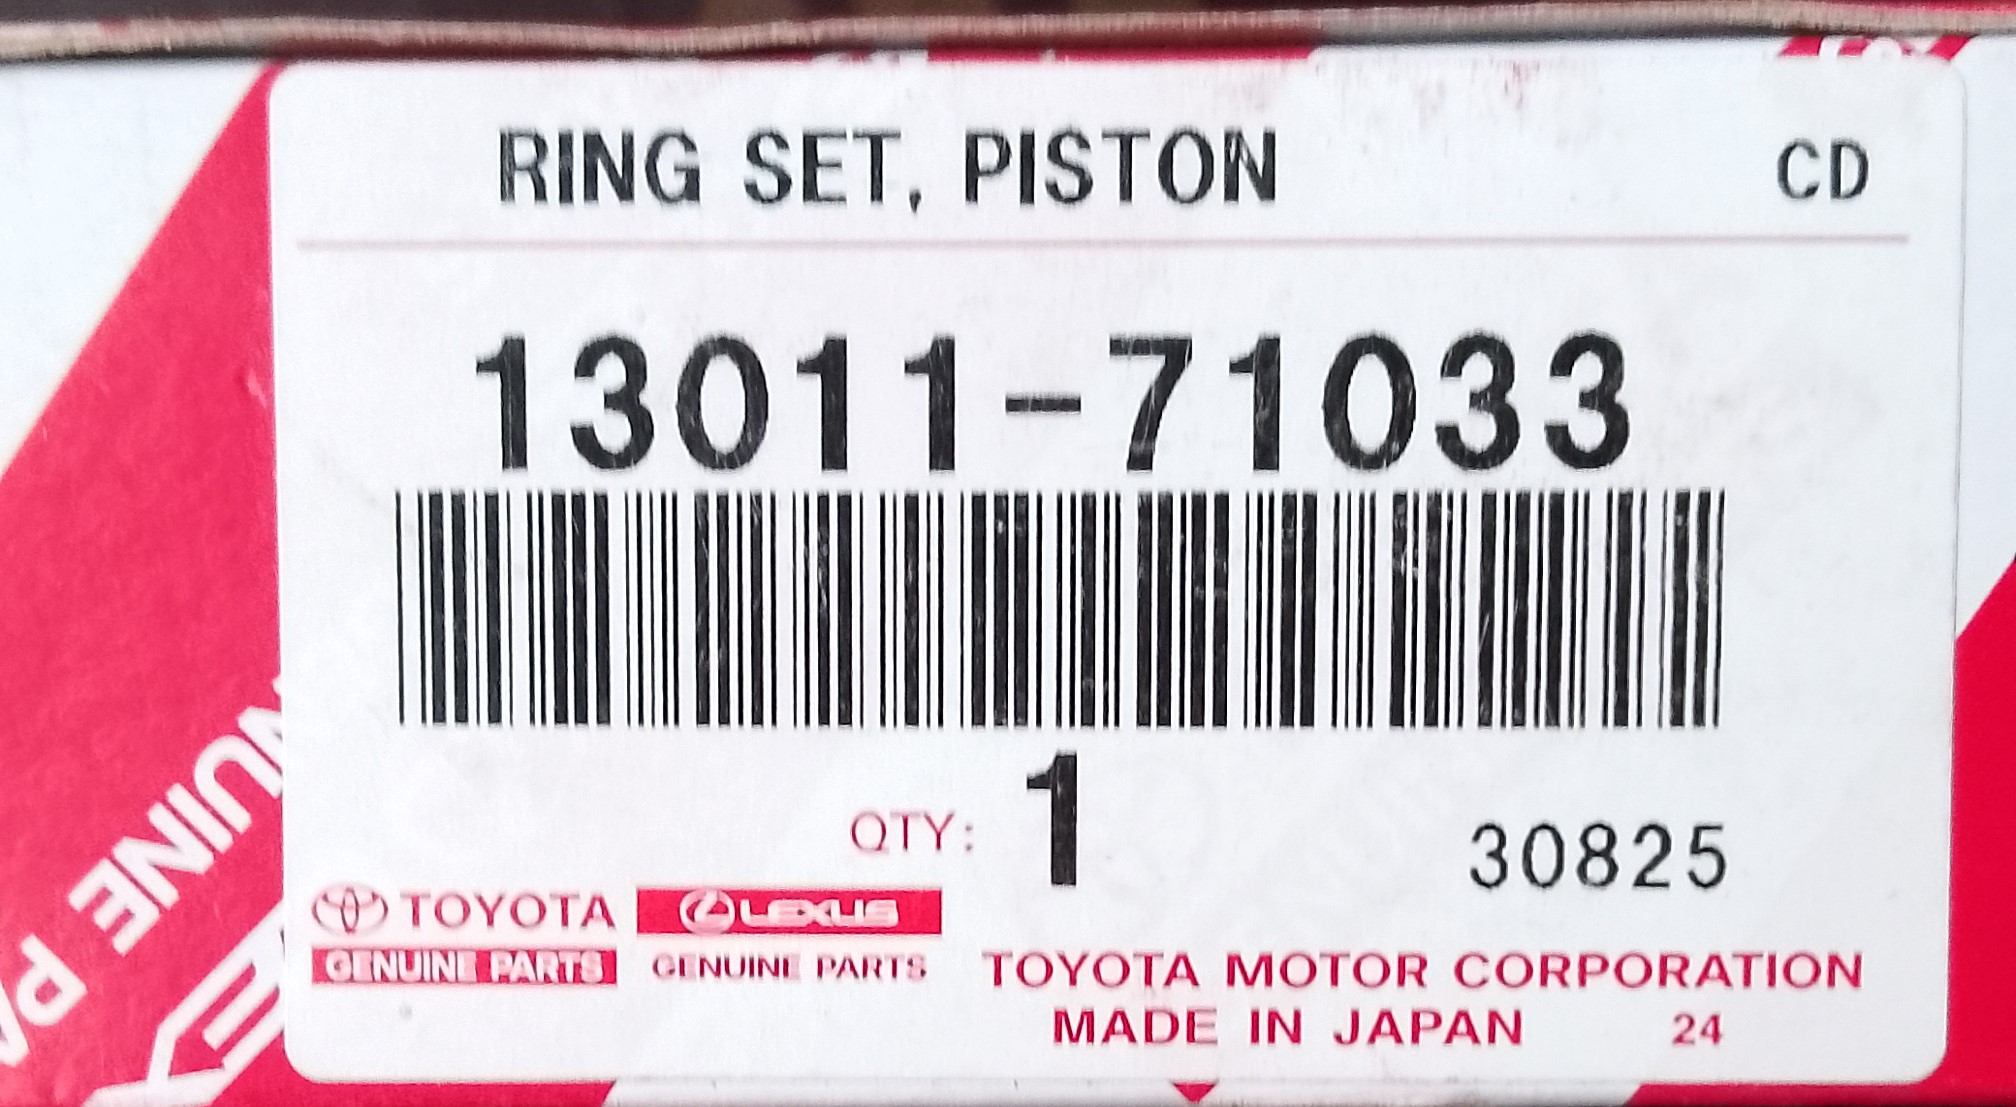 RING SET, PISTON CD
13011-71033
QTY: 1 30825
TOYOTA LEXUS
GENUINE PARTS GENUINE PARTS
TOYOTA MOTOR CORPORATION
MADE IN JAPAN 24